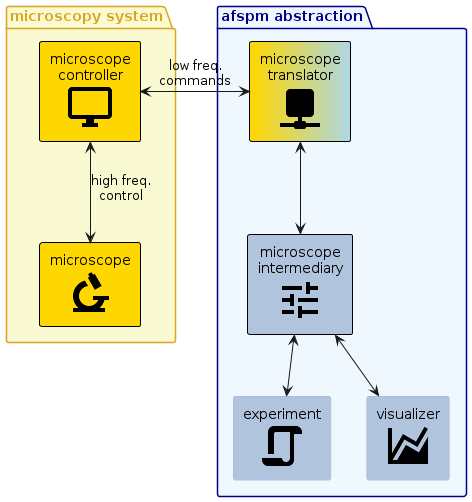 microscopy system
afspm abstraction
microscope
controller
low freq.
commands
microscope
translator
high freq.
control
microscope
microscope
intermediary
experiment
visualizer